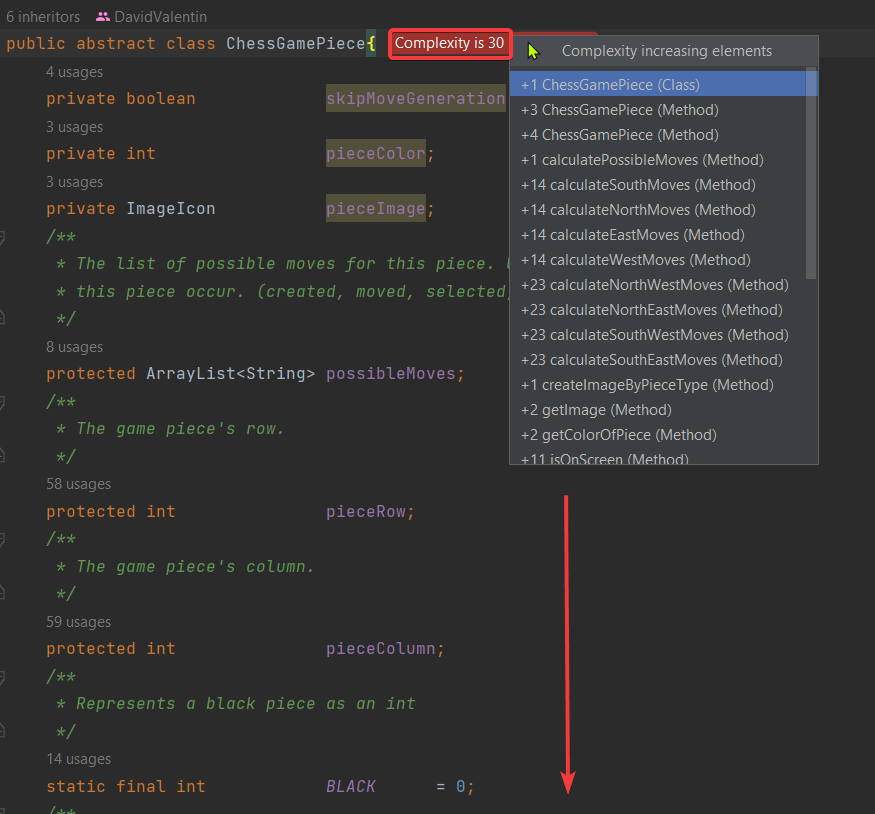 6 inheritors DavidValentin
public abstract class ChessGamePiece{ Complexity is 30
Complexity increasing elements
+1 ChessGamePiece (Class)
+3 ChessGamePiece (Method)
+4 ChessGamePiece (Method)
+1 calculatePossibleMoves (Method)
+14 calculateSouthMoves (Method)
+14 calculateNorthMoves (Method)
+14 calculateEastMoves (Method)
+14 calculateWestMoves (Method)
+23 calculateNorthWestMoves (Method)
+23 calculateNorthEastMoves (Method)
+23 calculateSouthWestMoves (Method)
+23 calculateSouthEastMoves (Method)
+1 createImageByPieceType (Method)
+2 getImage (Method)
+2 getColorOfPiece (Method)
+11 isOnScreen (Method)
4 usages
private boolean skipMoveGeneration
3 usages
private int pieceColor;
3 usages
private ImageIcon pieceImage;
/**
* The list of possible moves for this piece.
* this piece occur. (created, moved, selected,
*/
8 usages
protected ArrayList<String> possibleMoves;
/**
* The game piece's row.
*/
58 usages
protected int pieceRow;
/**
* The game piece's column.
*/
59 usages
protected int pieceColumn;
/**
* Represents a black piece as an int
*/
14 usages
static final int BLACK = 0;
/**